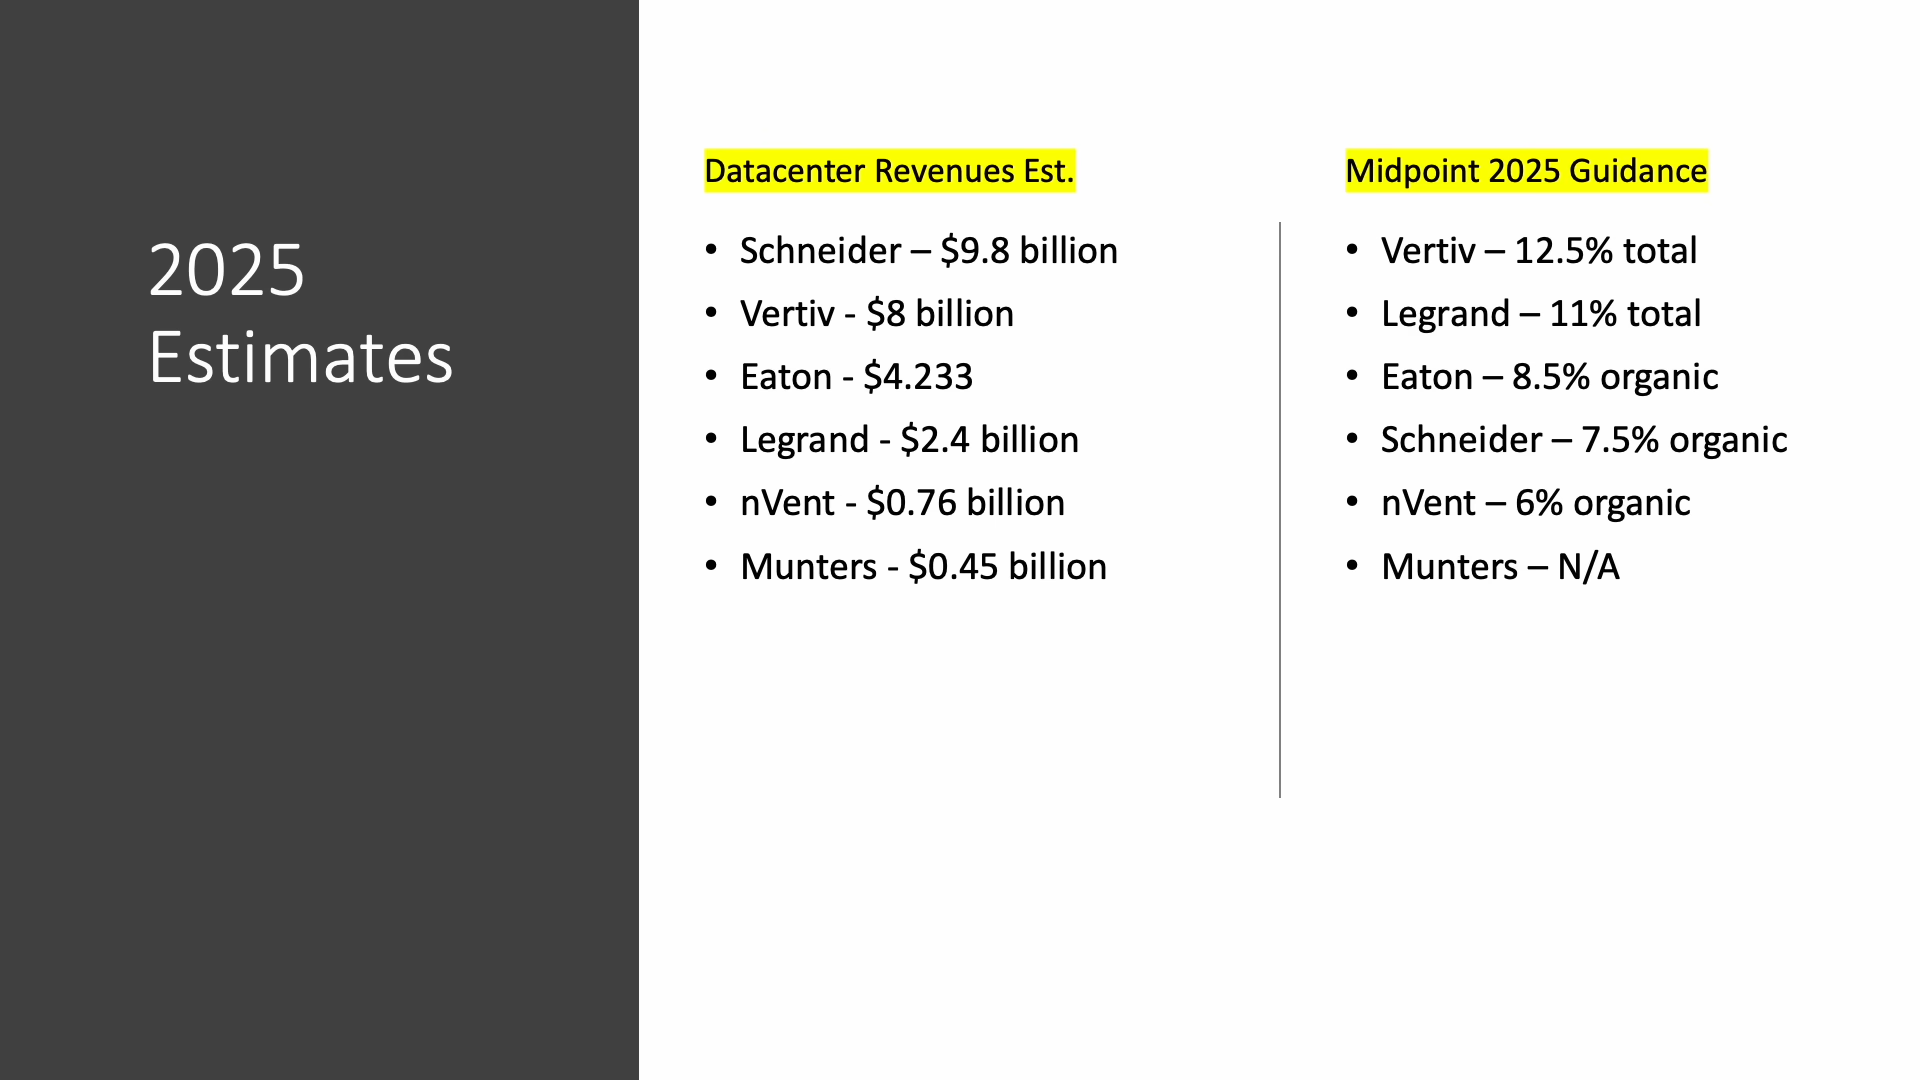 2025
Estimates
Datacenter Revenues Est.
• Schneider – $9.8 billion
• Vertiv - $8 billion
• Eaton - $4.233
• Legrand - $2.4 billion
• nVent - $0.76 billion
• Munters - $0.45 billion
Midpoint 2025 Guidance
• Vertiv – 12.5% total
• Legrand – 11% total
• Eaton – 8.5% organic
• Schneider – 7.5% organic
• nVent – 6% organic
• Munters – N/A